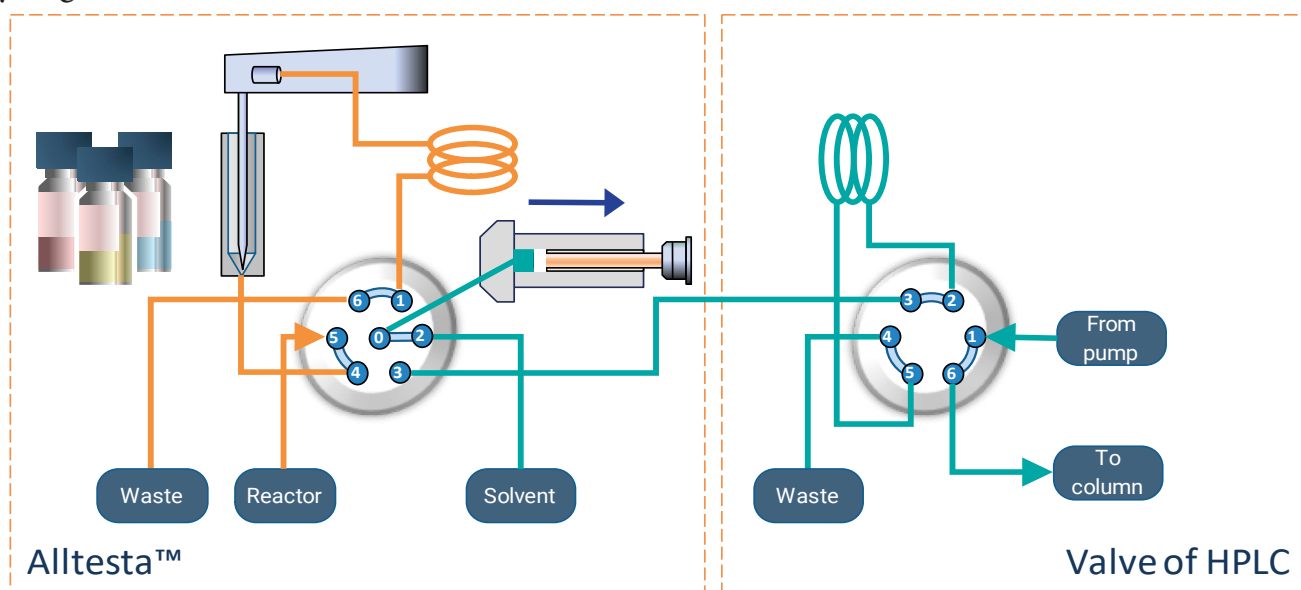 6 1
5 0 2
4 3
3 2
4 1
5 6
From
pump
To
column
Waste
Reactor
Solvent
Waste
Alltesta™
Valve of HPLC